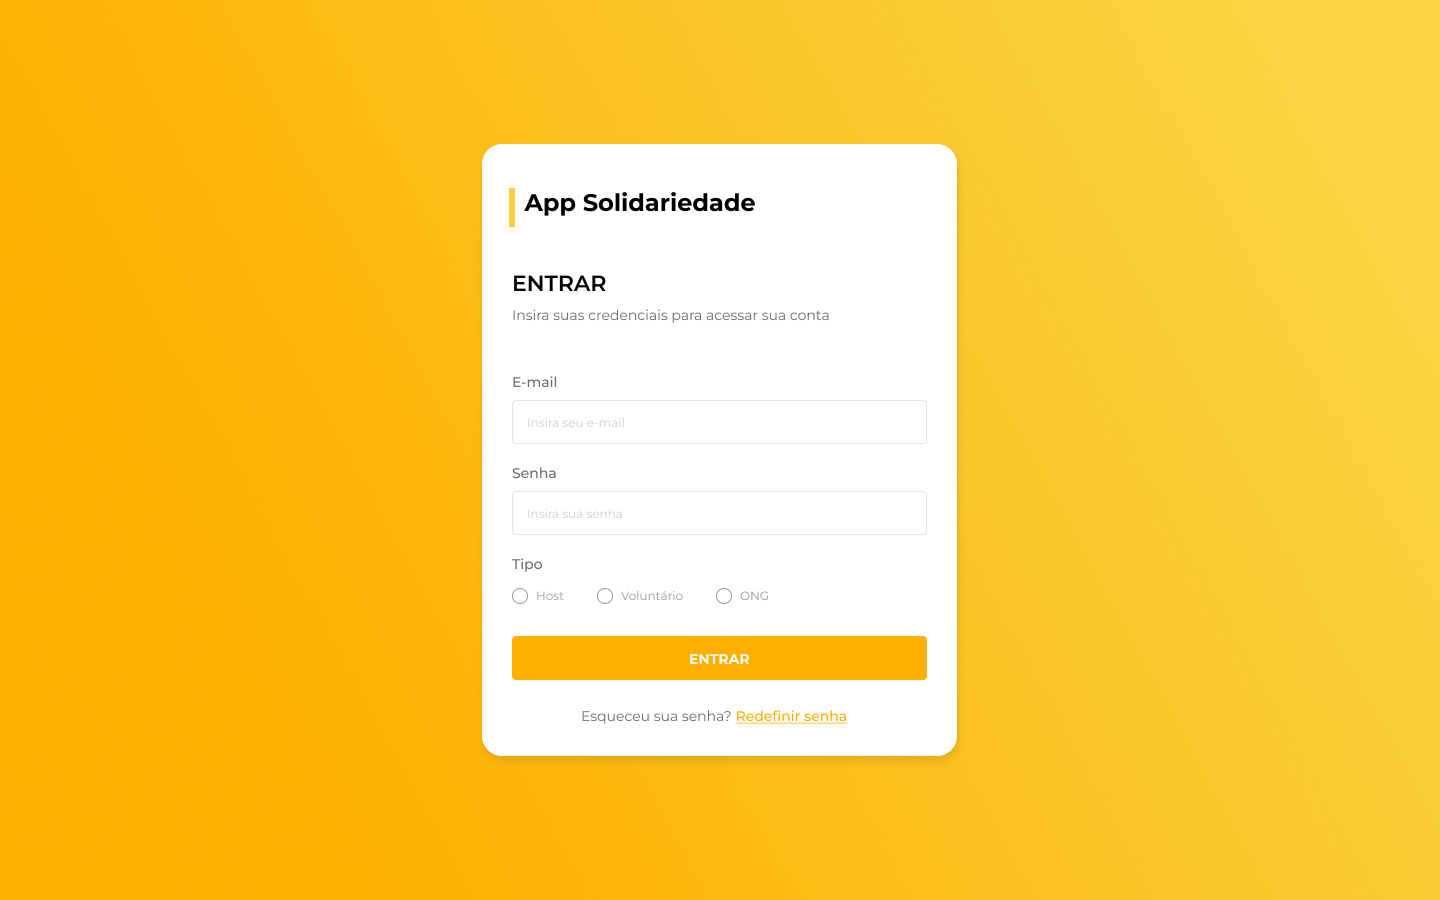 App Solidariedade
ENTRAR
Insira suas credenciais para acessar sua conta
E-mail
Insira seu e-mail
Senha
Insira sua senha
Tipo
Host Voluntário ONG
ENTRAR
Esqueceu sua senha? Redefinir senha